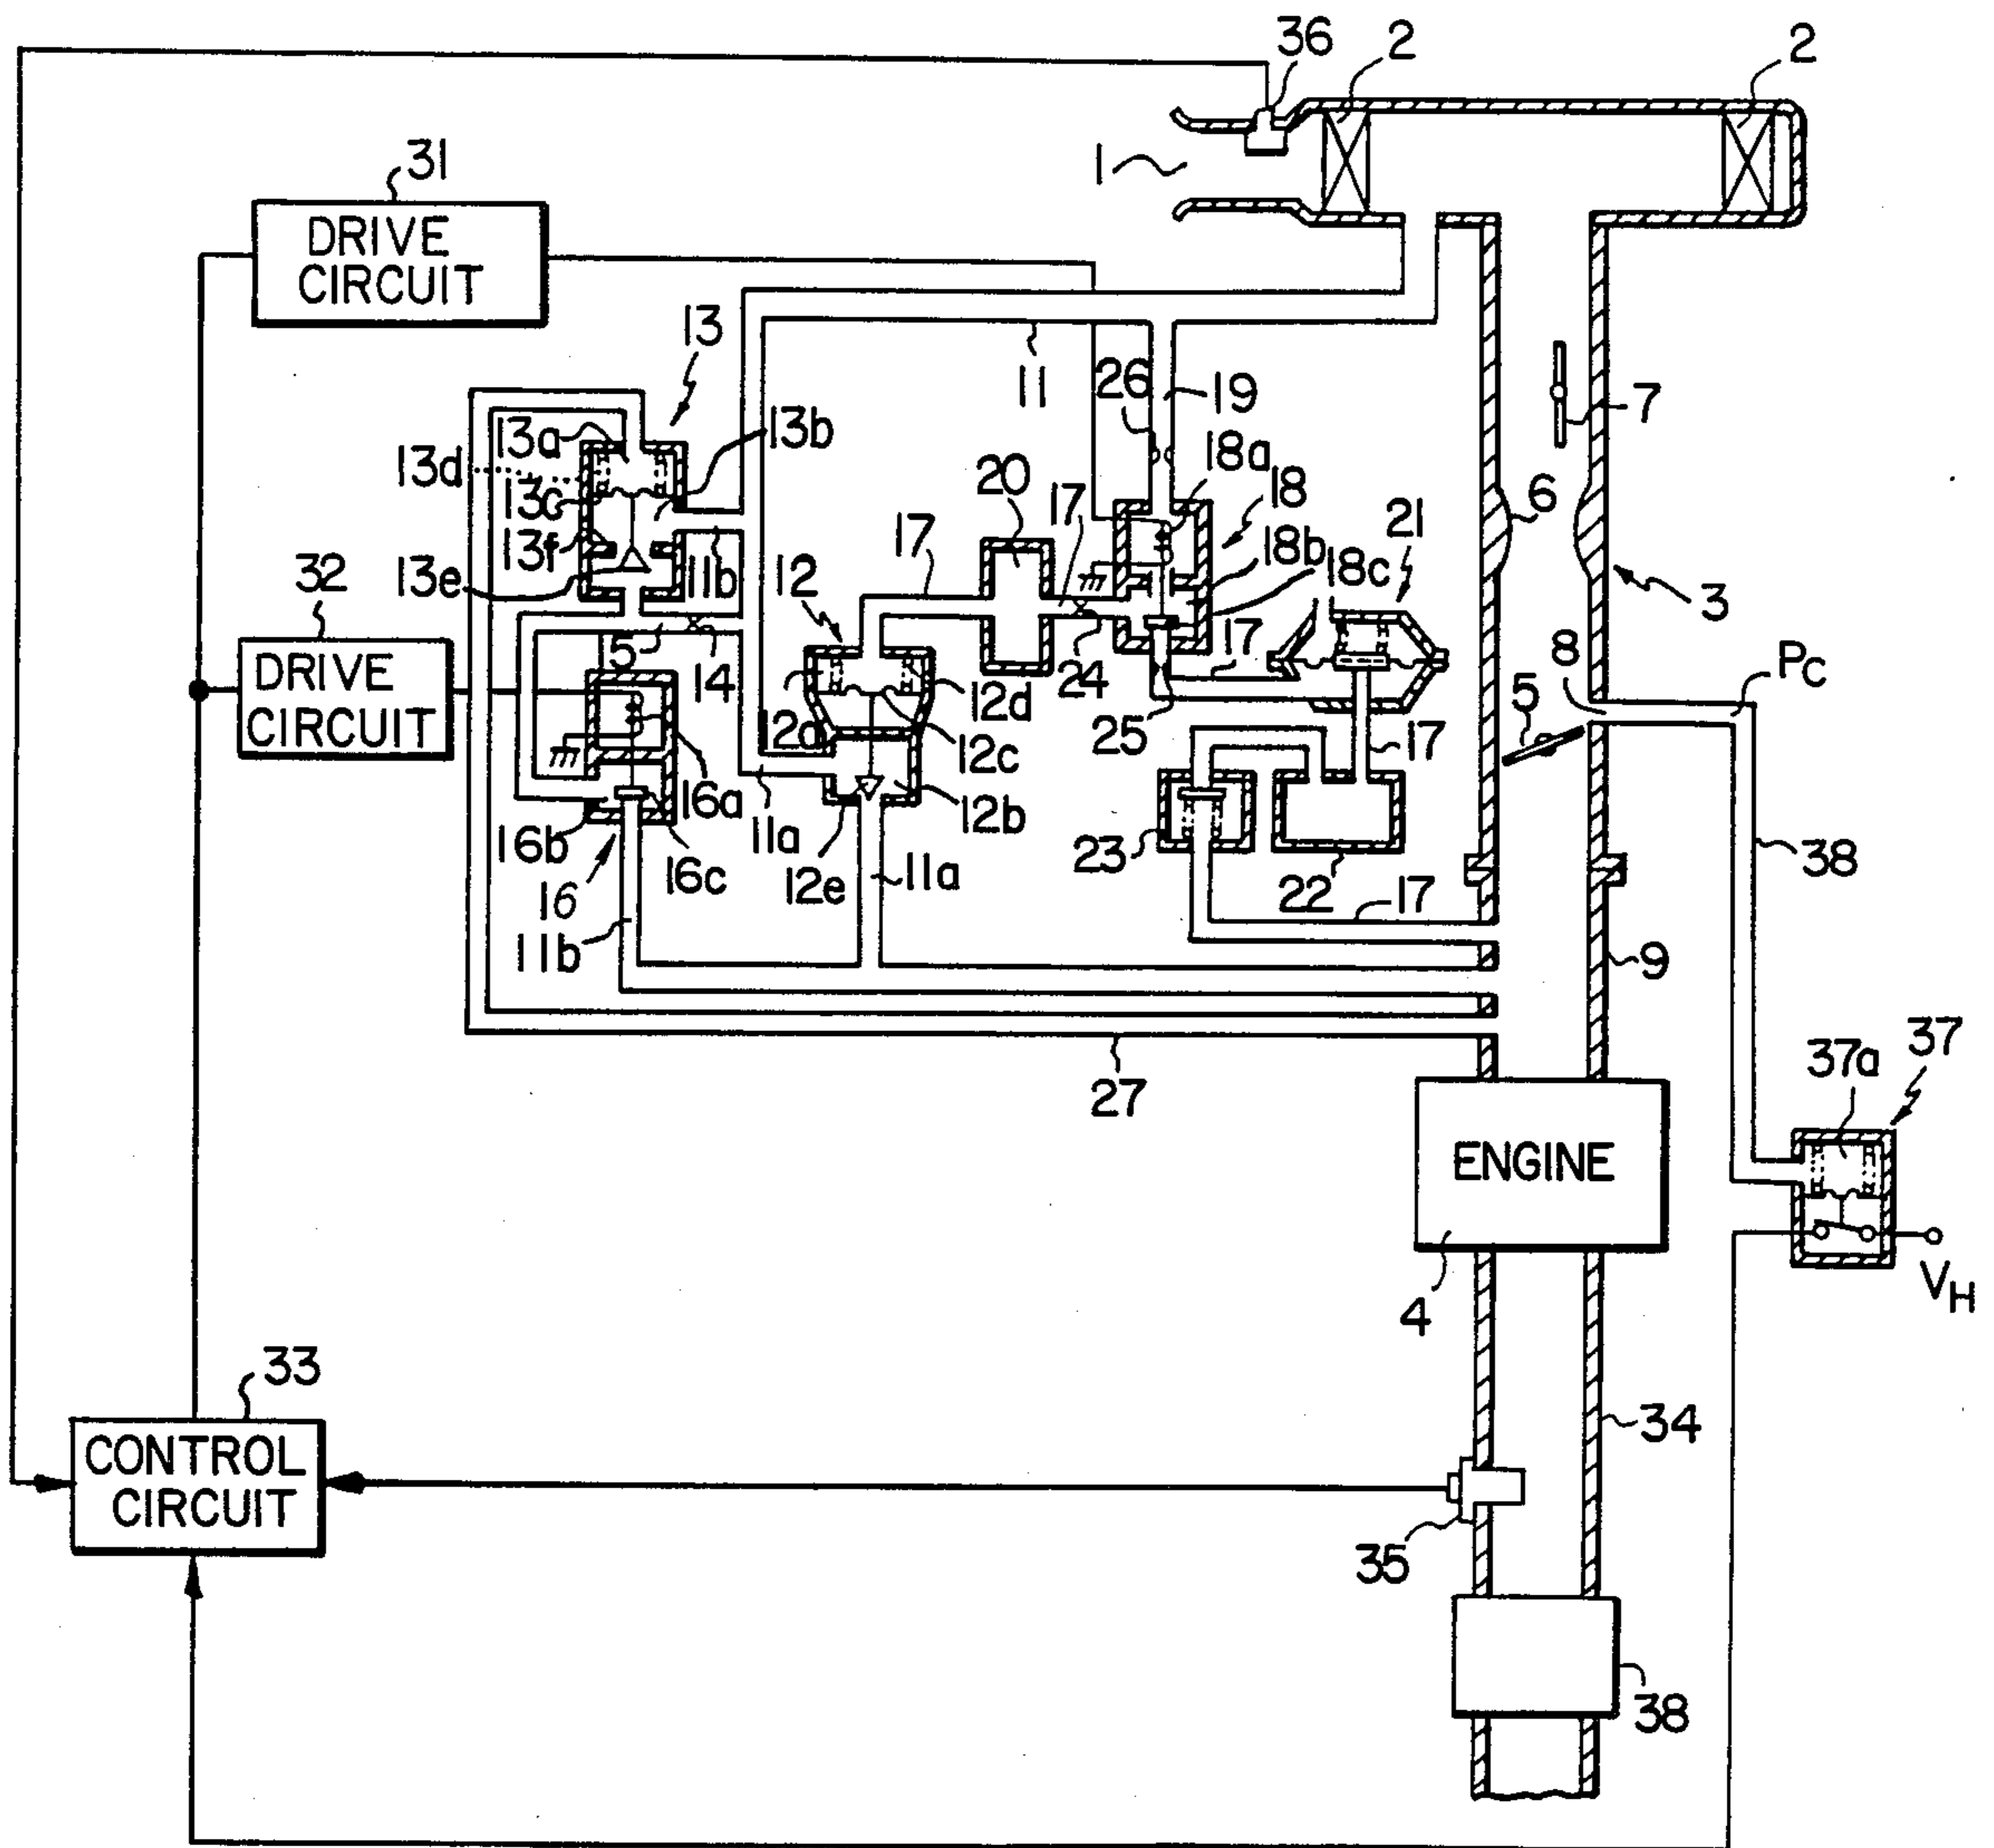 36
2
2
1
31
DRIVE
CIRCUIT
13
11
26
19
7
13a
13b
13d
13c
18a
20
17
18
6
21
13f
17
18b
18c
13e
11b
12
3
32
8
PC
DRIVE
CIRCUIT
5
14
24
17
5
12a
12d
12c
25
17
16a
11a
12b
23
38
16b
16c
12e
11a
22
17
16
11b
9
27
37a
37
ENGINE
4
VH
33
34
CONTROL
CIRCUIT
35
38